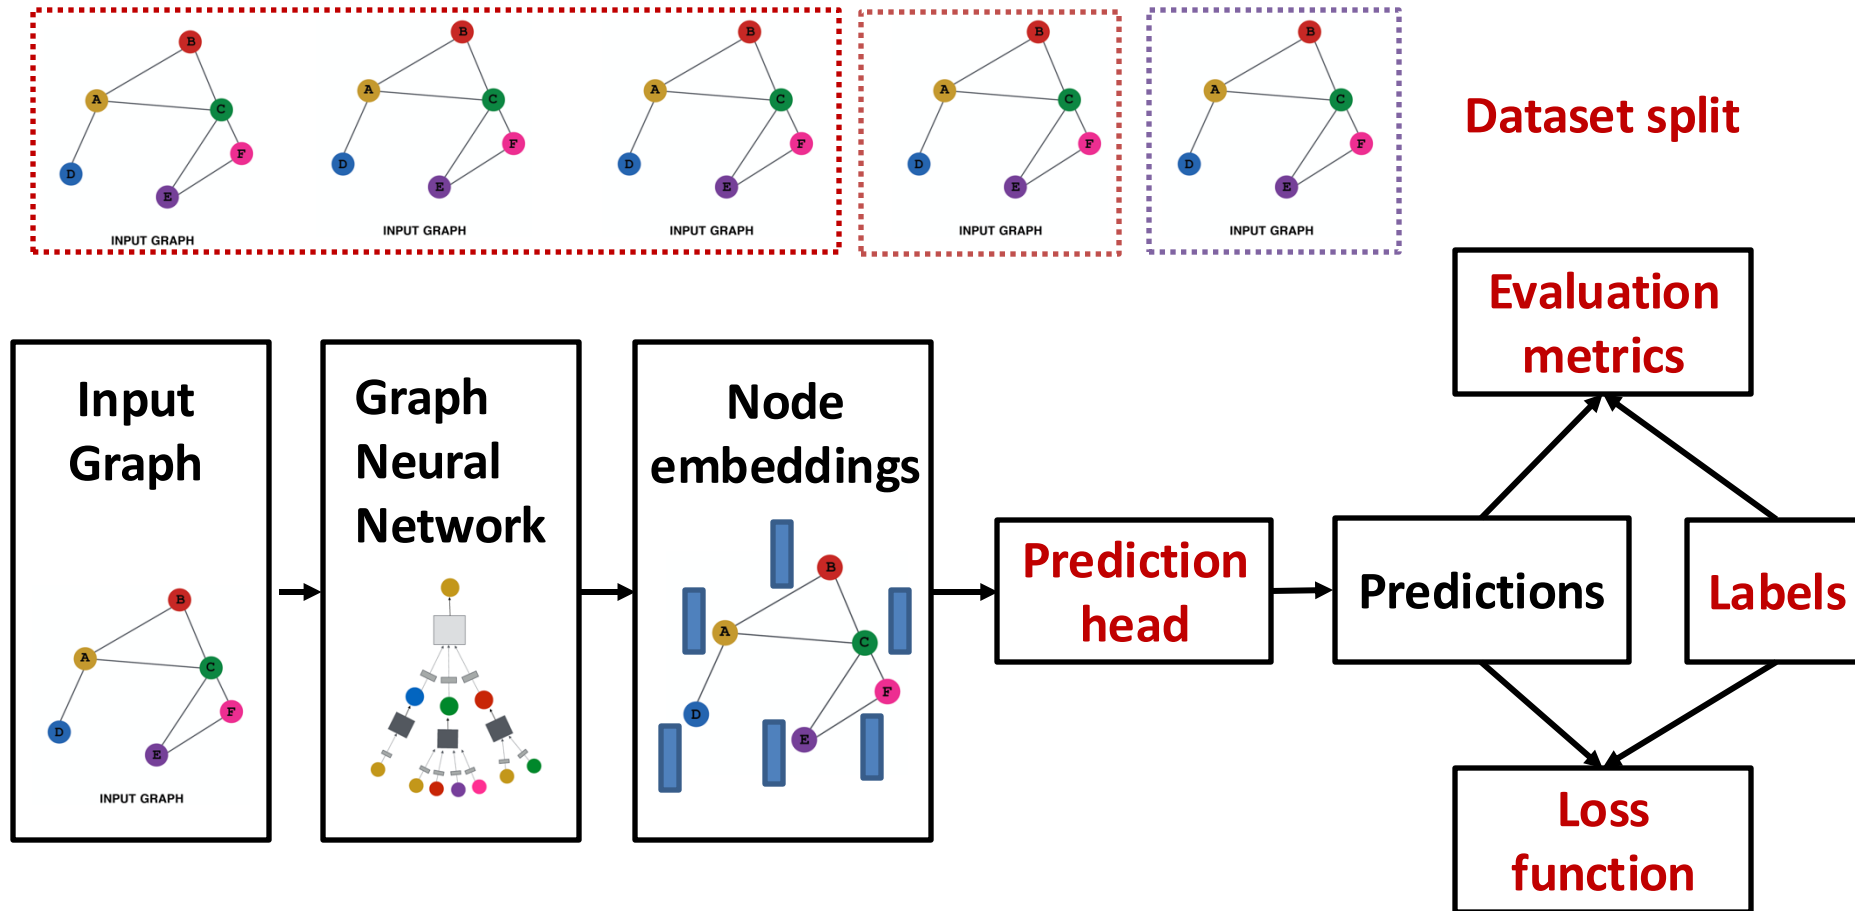 B
A
C
F
D
E
INPUT GRAPH
B
A
C
F
D
E
INPUT GRAPH
B
A
C
F
D
E
INPUT GRAPH
B
A
C
F
D
E
INPUT GRAPH
B
A
C
F
D
E
INPUT GRAPH
Dataset split
Input
Graph
B
A
C
F
D
E
INPUT GRAPH
Graph
Neural
Network
Node
embeddings
B
A
C
F
D
E
Prediction
head
Predictions
Labels
Evaluation
metrics
Loss
function